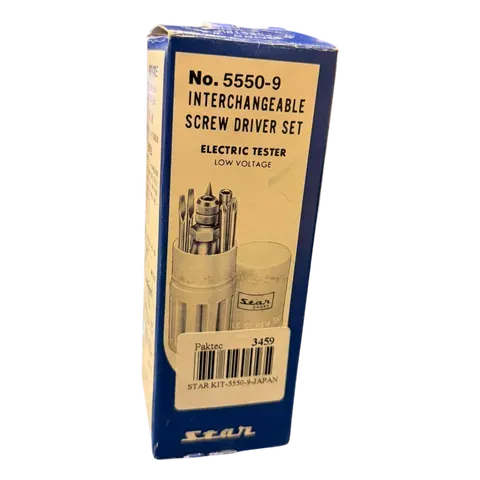 No. 5550-9
INTERCHANGEABLE
SCREW DRIVER SET
ELECTRIC TESTER
LOW VOLTAGE
Star
Paktec 3459
STAR KIT-5550-9-JAPAN
Star